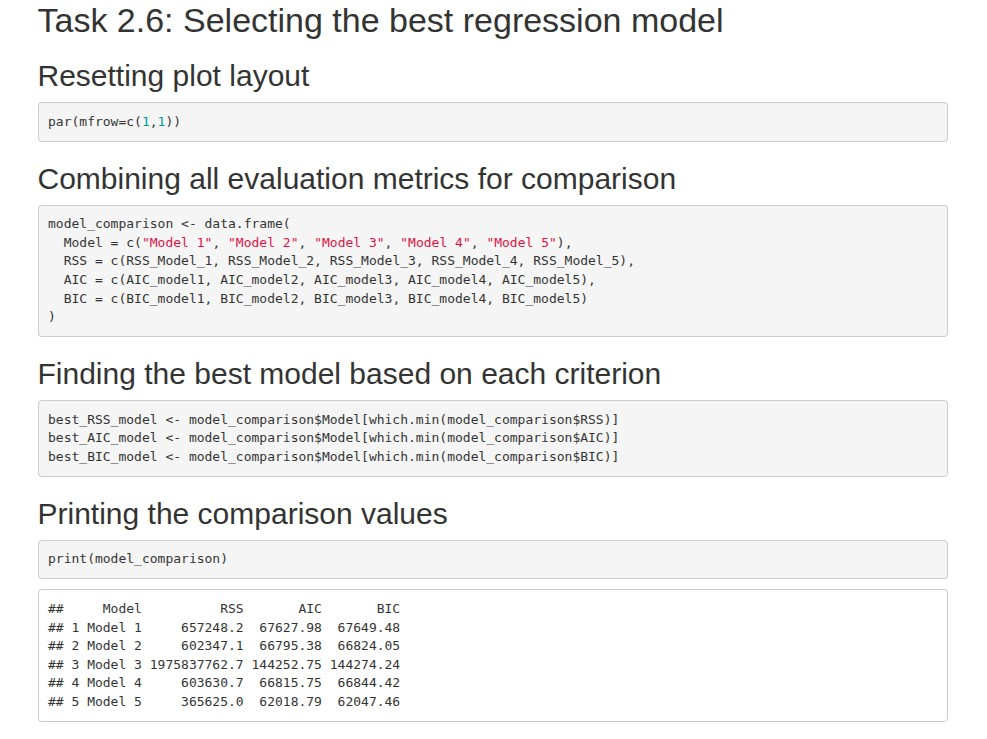 Task 2.6: Selecting the best regression model
Resetting plot layout
par(mfrow=c(1,1))
Combining all evaluation metrics for comparison
model_comparison <- data.frame(
  Model = c("Model 1", "Model 2", "Model 3", "Model 4", "Model 5"),
  RSS = c(RSS_Model_1, RSS_Model_2, RSS_Model_3, RSS_Model_4, RSS_Model_5),
  AIC = c(AIC_model1, AIC_model2, AIC_model3, AIC_model4, AIC_model5),
  BIC = c(BIC_model1, BIC_model2, BIC_model3, BIC_model4, BIC_model5)
)
Finding the best model based on each criterion
best_RSS_model <- model_comparison$Model[which.min(model_comparison$RSS)]
best_AIC_model <- model_comparison$Model[which.min(model_comparison$AIC)]
best_BIC_model <- model_comparison$Model[which.min(model_comparison$BIC)]
Printing the comparison values
print(model_comparison)
##     Model          RSS       AIC       BIC
## 1 Model 1     657248.2  67627.98  67649.48
## 2 Model 2     602347.1  66795.38  66824.05
## 3 Model 3 1975837762.7 144252.75 144274.24
## 4 Model 4     603630.7  66815.75  66844.42
## 5 Model 5     365625.0  62018.79  62047.46